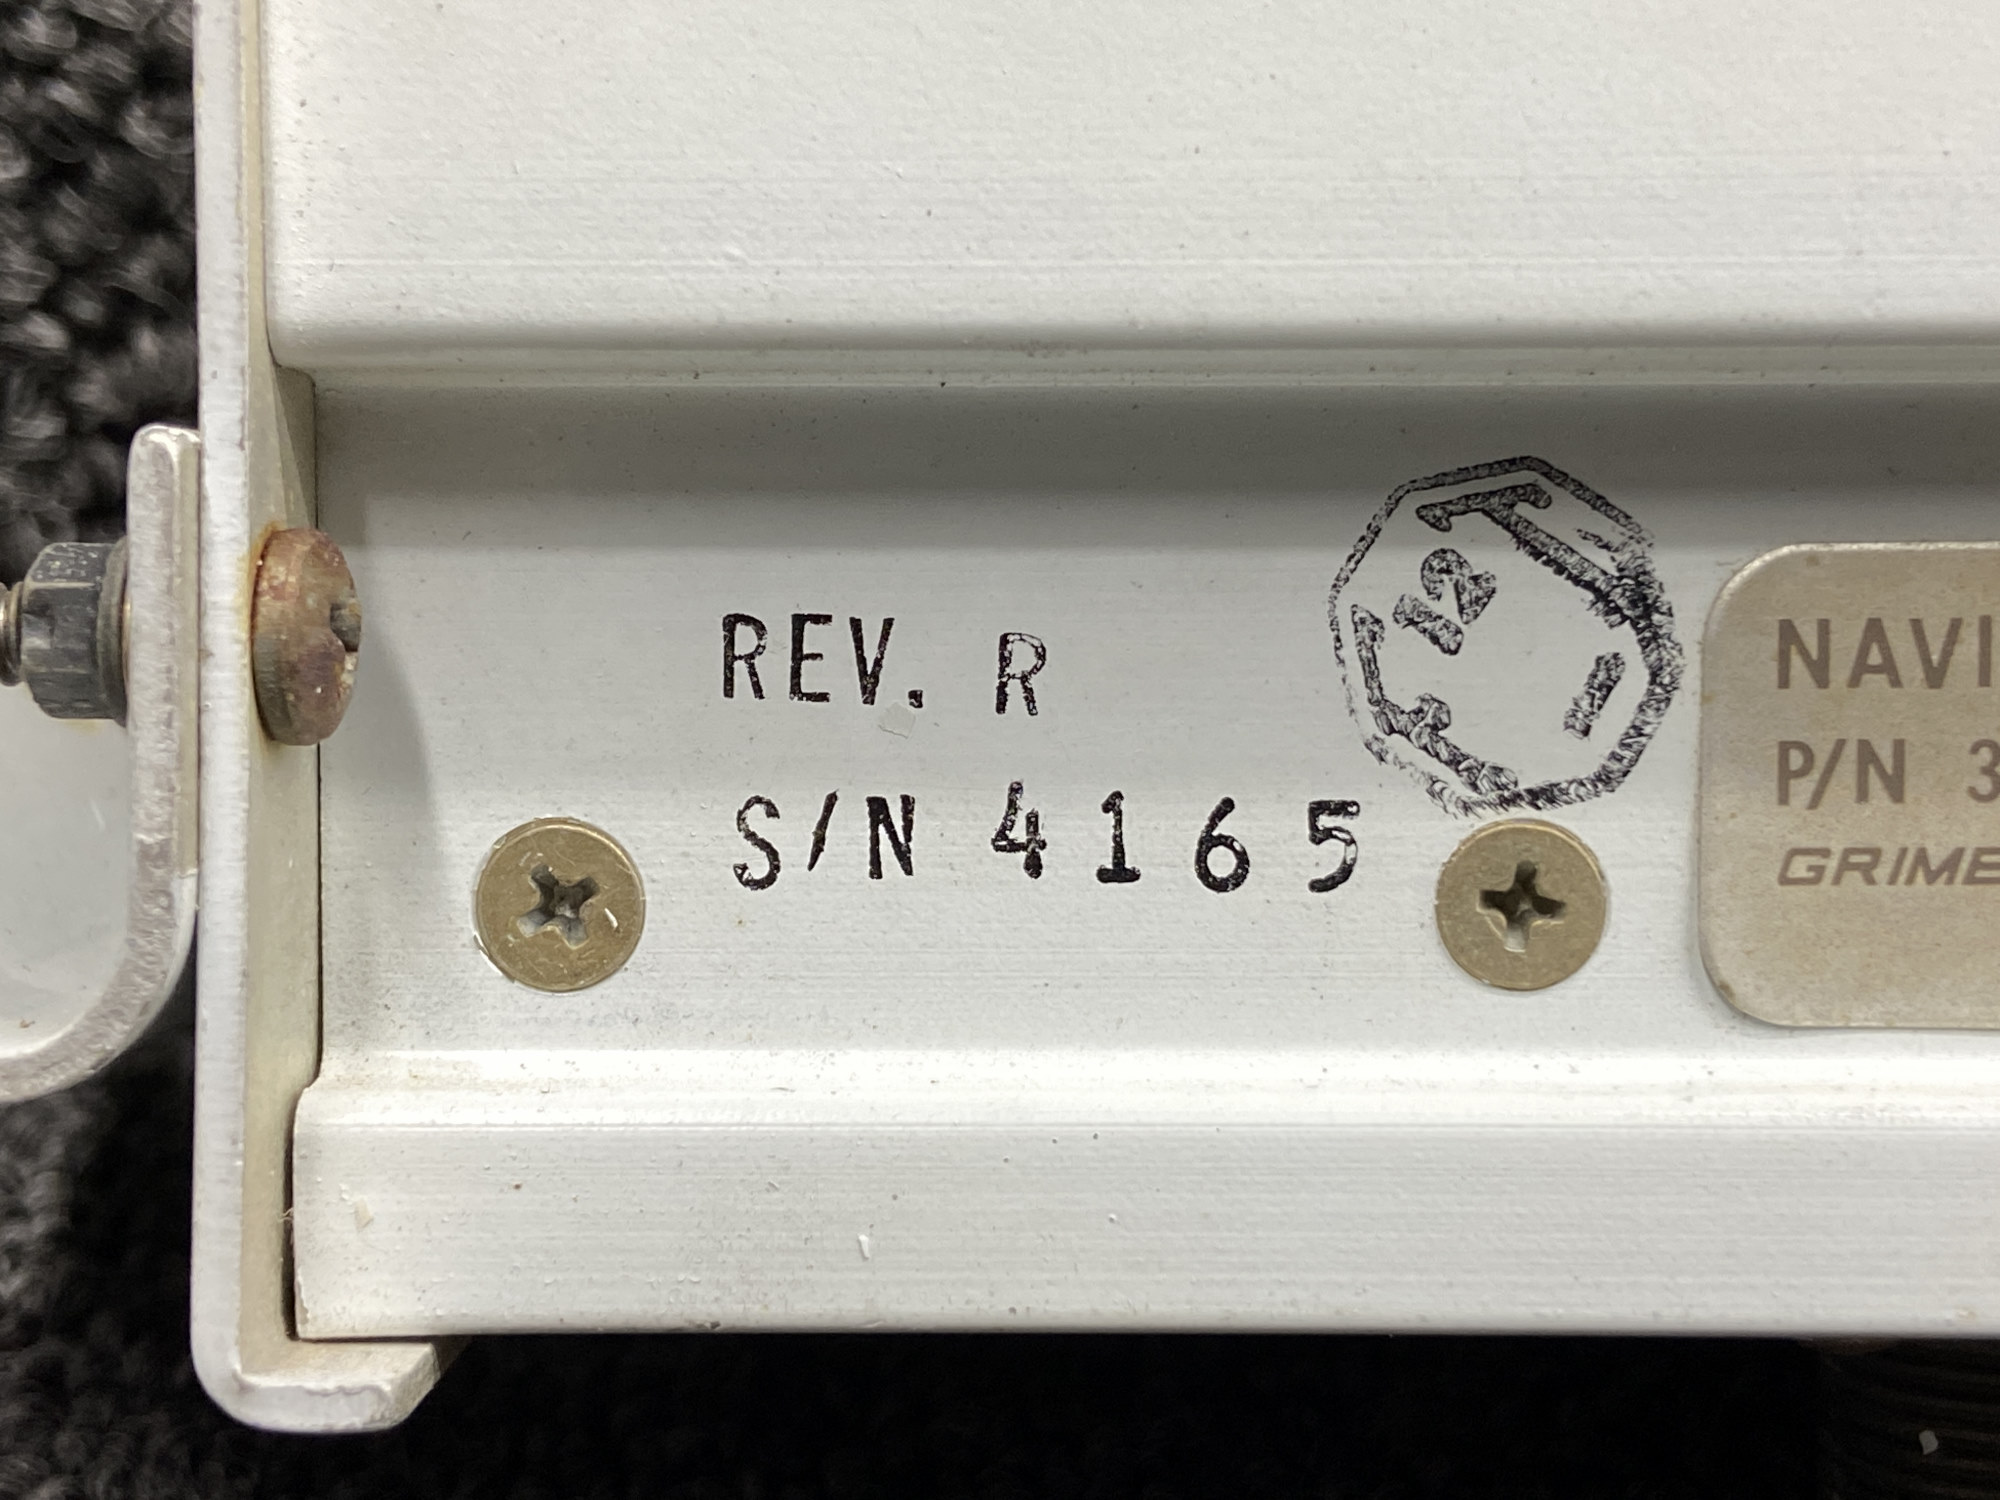 REV. R
S/N 4165
NAVI
P/N 3
GRIME